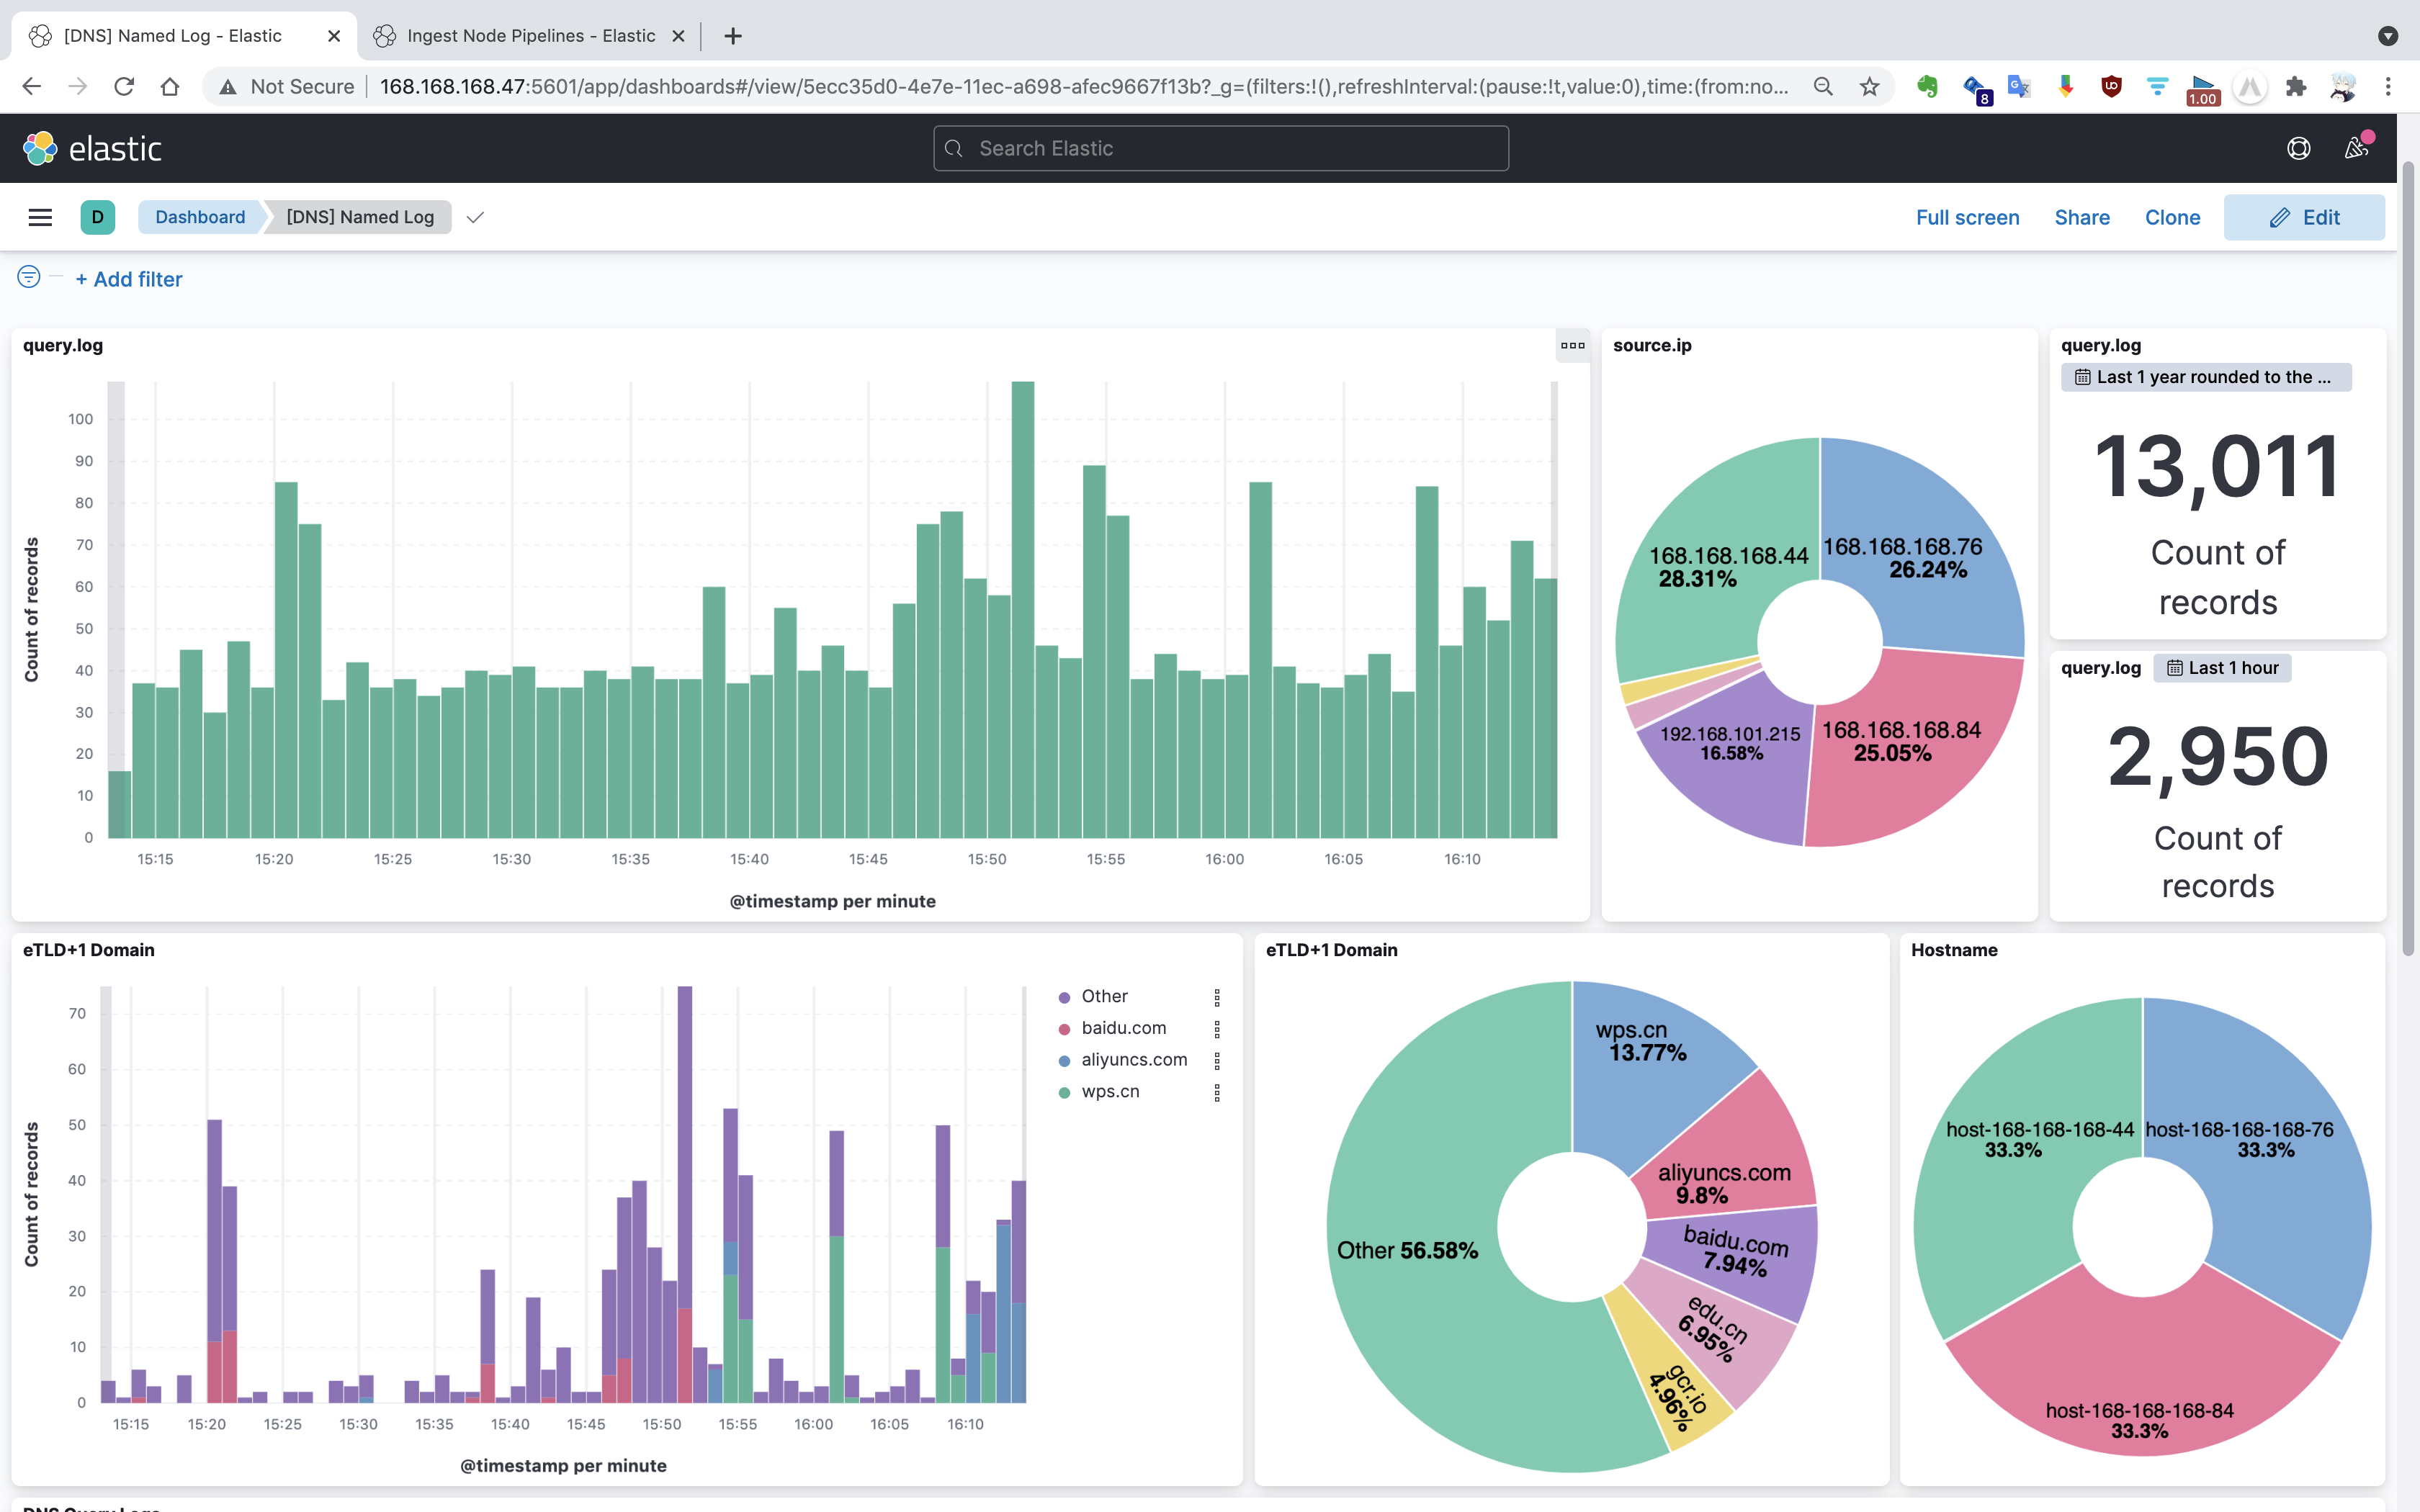 [DNS] Named Log - Elastic
Ingest Node Pipelines - Elastic
Not Secure
168.168.168.47:5601/app/dashboards#/view/5ecc35d0-4e7e-11ec-a698-afec9667f13b?_g=(filters:!(),refreshInterval:(pause:!t,value:0),time:(from:no...
8
1.00
elastic
Search Elastic
D
Dashboard
[DNS] Named Log
Full screen
Share
Clone
Edit
+ Add filter
query.log
Count of records
100
90
80
70
60
50
40
30
20
10
0
15:15 15:20 15:25 15:30 15:35 15:40 15:45 15:50 15:55 16:00 16:05 16:10
@timestamp per minute
source.ip
168.168.168.44
28.31%
168.168.168.76
26.24%
192.168.101.215
16.58%
168.168.168.84
25.05%
query.log
Last 1 year rounded to the ...
13,011
Count of
records
query.log
Last 1 hour
2,950
Count of
records
eTLD+1 Domain
Count of records
70
60
50
40
30
20
10
0
15:15 15:20 15:25 15:30 15:35 15:40 15:45 15:50 15:55 16:00 16:05 16:10
@timestamp per minute
Other
baidu.com
aliyuncs.com
wps.cn
eTLD+1 Domain
wps.cn
13.77%
aliyuncs.com
9.8%
baidu.com
7.94%
edu.cn
6.95%
gcr.io
4.96%
Other 56.58%
Hostname
host-168-168-168-44
33.3%
host-168-168-168-76
33.3%
host-168-168-168-84
33.3%